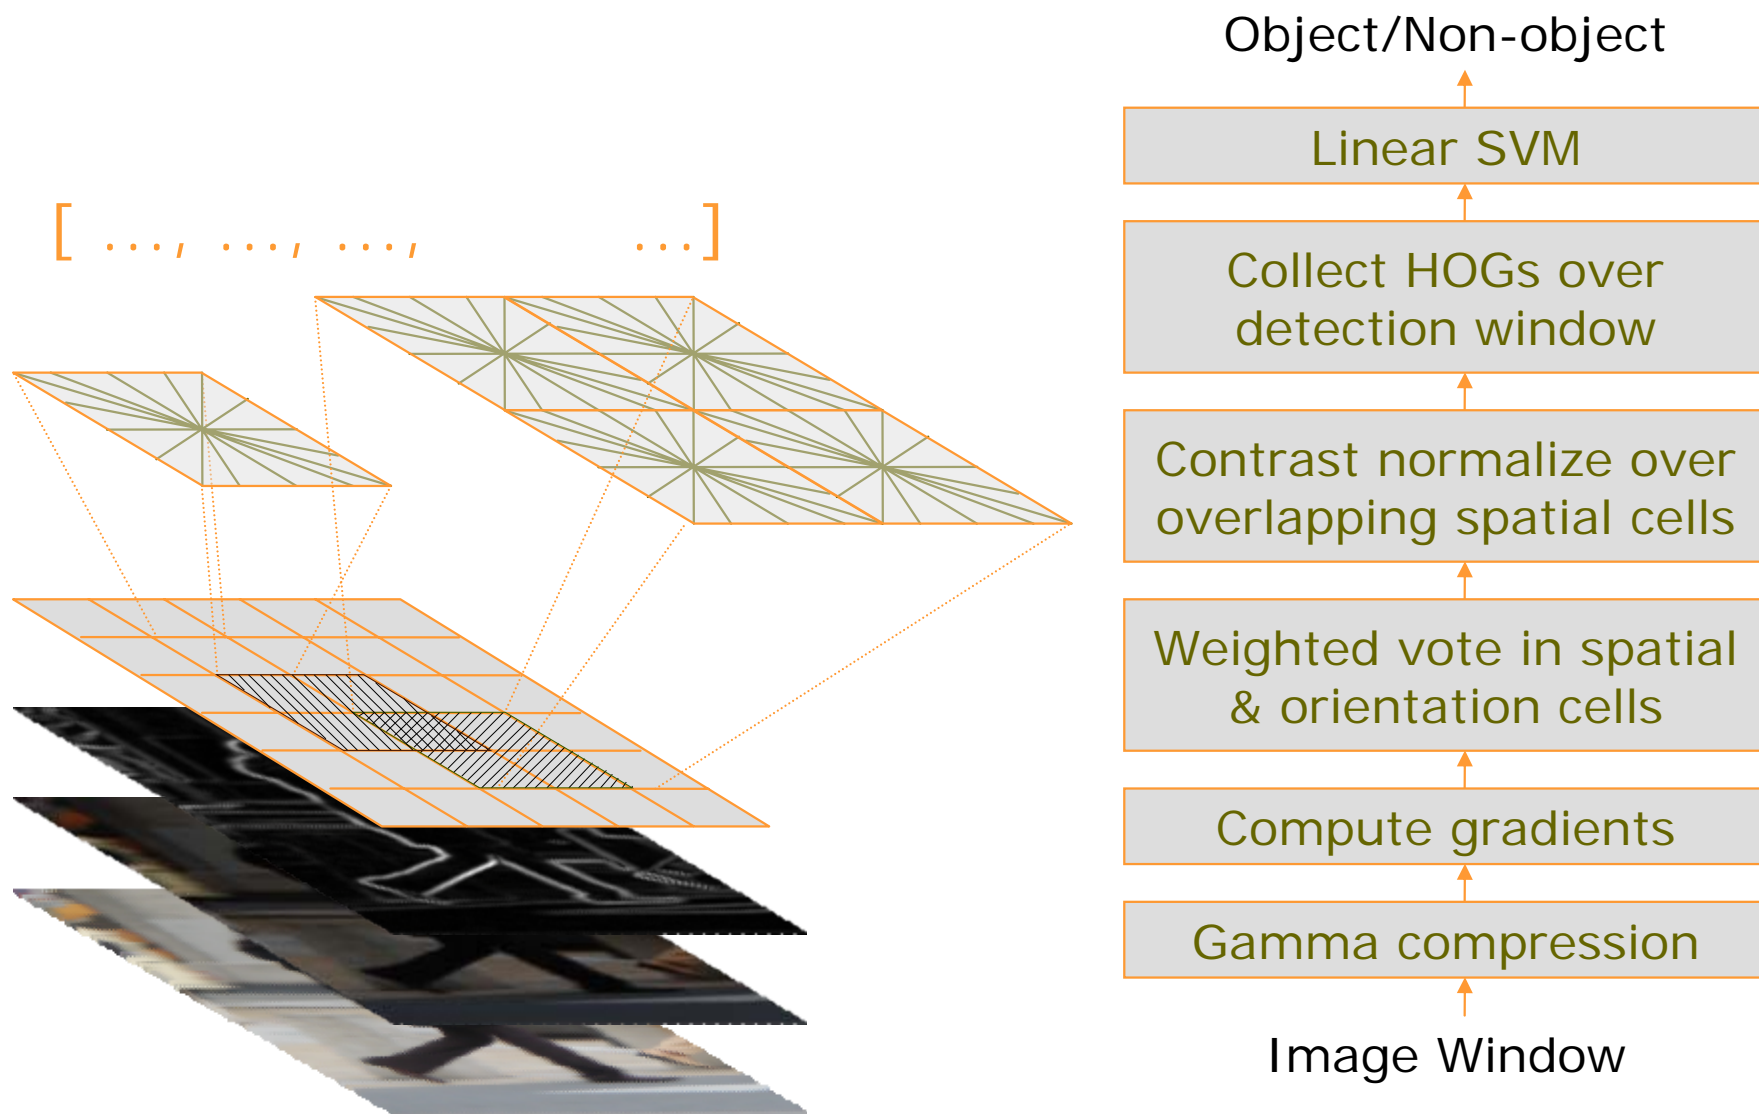 Object/Non-object
Linear SVM
[ ..., ..., ..., ...]
Collect HOGs over
detection window
Contrast normalize over
overlapping spatial cells
Weighted vote in spatial
& orientation cells
Compute gradients
Gamma compression
Image Window